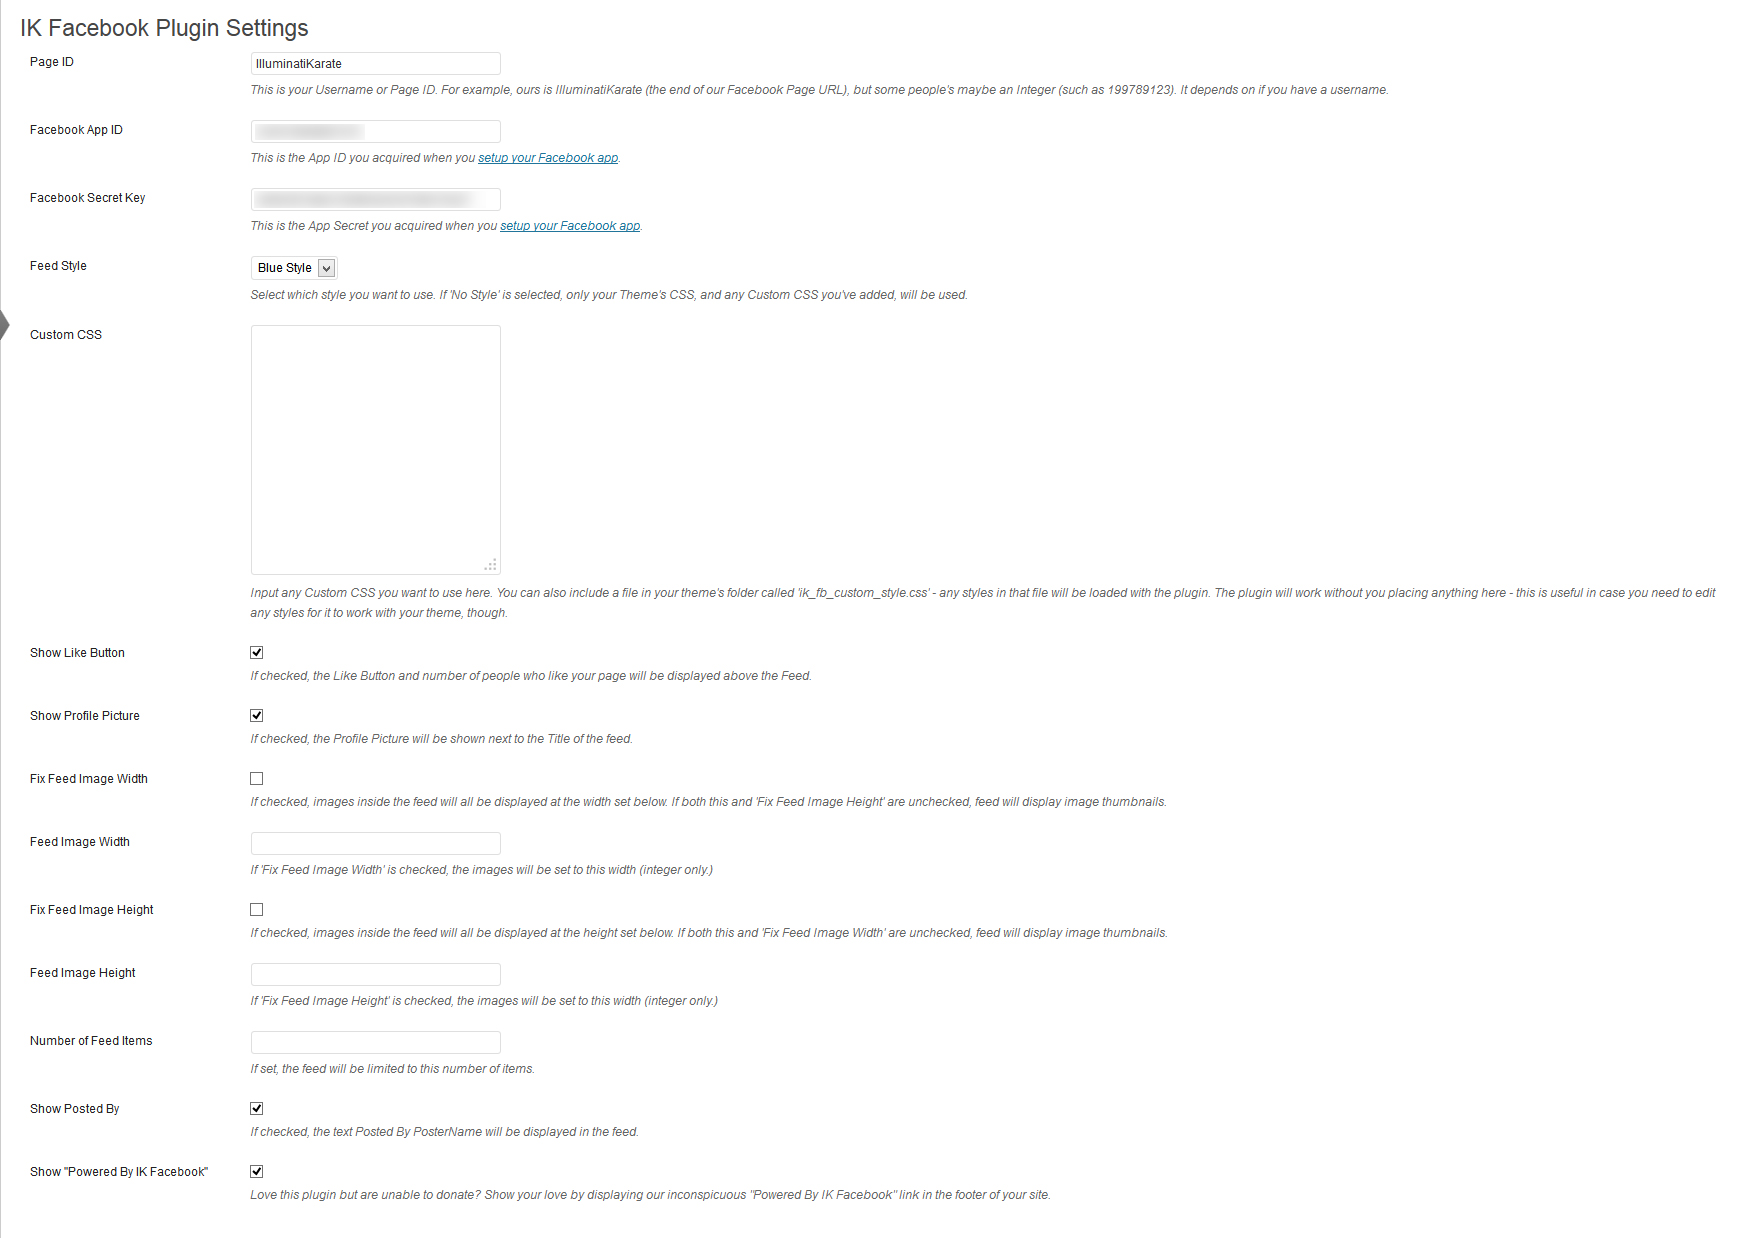 IK Facebook Plugin Settings
Page ID
IlluminatiKarate
This is your Username or Page ID. For example, ours is IlluminatiKarate (the end of our Facebook Page URL), but some people's maybe an Integer (such as 199789123). It depends on if you have a username.
Facebook App ID
This is the App ID you acquired when you setup your Facebook app.
Facebook Secret Key
This is the App Secret you acquired when you setup your Facebook app.
Feed Style
Blue Style
Select which style you want to use. If 'No Style' is selected, only your Theme's CSS, and any Custom CSS you've added, will be used.
Custom CSS
Input any Custom CSS you want to use here. You can also include a file in your theme's folder called 'ik_fb_custom_style.css' - any styles in that file will be loaded with the plugin. The plugin will work without you placing anything here - this is useful in case you need to edit
any styles for it to work with your theme, though.
Show Like Button
If checked, the Like Button and number of people who like your page will be displayed above the Feed.
Show Profile Picture
If checked, the Profile Picture will be shown next to the Title of the feed.
Fix Feed Image Width
If checked, images inside the feed will all be displayed at the width set below. If both this and 'Fix Feed Image Height' are unchecked, feed will display image thumbnails.
Feed Image Width
If 'Fix Feed Image Width' is checked, the images will be set to this width (integer only.)
Fix Feed Image Height
If checked, images inside the feed will all be displayed at the height set below. If both this and 'Fix Feed Image Width' are unchecked, feed will display image thumbnails.
Feed Image Height
If 'Fix Feed Image Height' is checked, the images will be set to this width (integer only.)
Number of Feed Items
If set, the feed will be limited to this number of items.
Show Posted By
If checked, the text Posted By PosterName will be displayed in the feed.
Show "Powered By IK Facebook"
Love this plugin but are unable to donate? Show your love by displaying our inconspicuous "Powered By IK Facebook" link in the footer of your site.